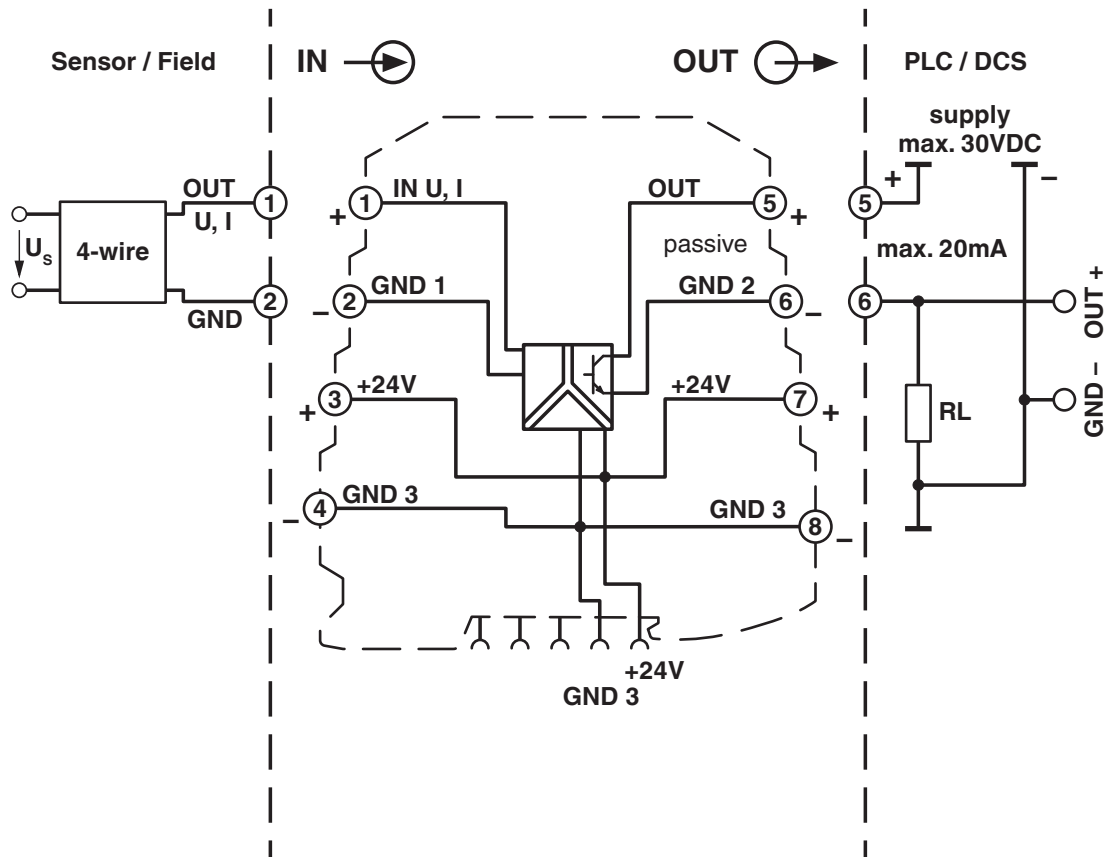 Sensor / Field
IN
OUT
PLC / DCS
supply
max. 30VDC
OUT
U, I
1
4-wire
Us
GND
2
1
+
IN U, I
OUT
5
+
passive
5
+
−
max. 20mA
2
−
GND 1
GND 2
6
−
6
OUT +
3
+
+24V
+24V
7
+
RL
GND −
4
−
GND 3
GND 3
8
−
+24V
GND 3